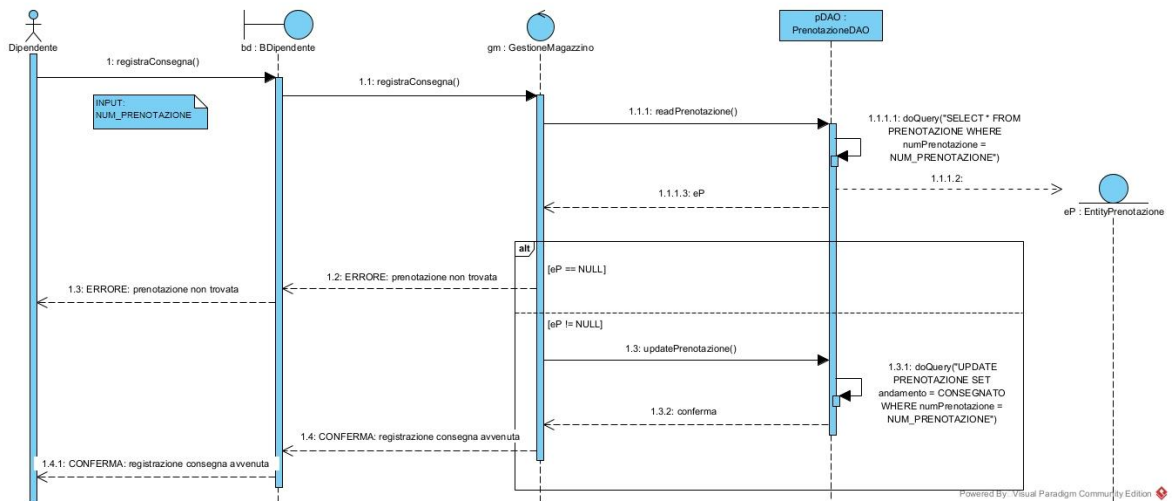 pDAO :
PrenotazioneDAO
Dipendente
bd : BDipendente
gm : GestioneMagazzino
1: registraConsegna()
1.1: registraConsegna()
INPUT:
NUM_PRENOTAZIONE
1.1.1: readPrenotazione()
1.1.1.1: doQuery("SELECT * FROM
PRENOTAZIONE WHERE
numPrenotazione =
NUM_PRENOTAZIONE")
1.1.1.2:
1.1.1.3: eP
eP : EntityPrenotazione
alt
[eP == NULL]
1.2: ERRORE: prenotazione non trovata
1.3: ERRORE: prenotazione non trovata
[eP != NULL]
1.3: updatePrenotazione()
1.3.1: doQuery("UPDATE
PRENOTAZIONE SET
andamento = CONSEGNATO
WHERE numPrenotazione =
NUM_PRENOTAZIONE")
1.3.2: conferma
1.4: CONFERMA: registrazione consegna avvenuta
1.4.1: CONFERMA: registrazione consegna avvenuta
Powered By Visual Paradigm Community Edition